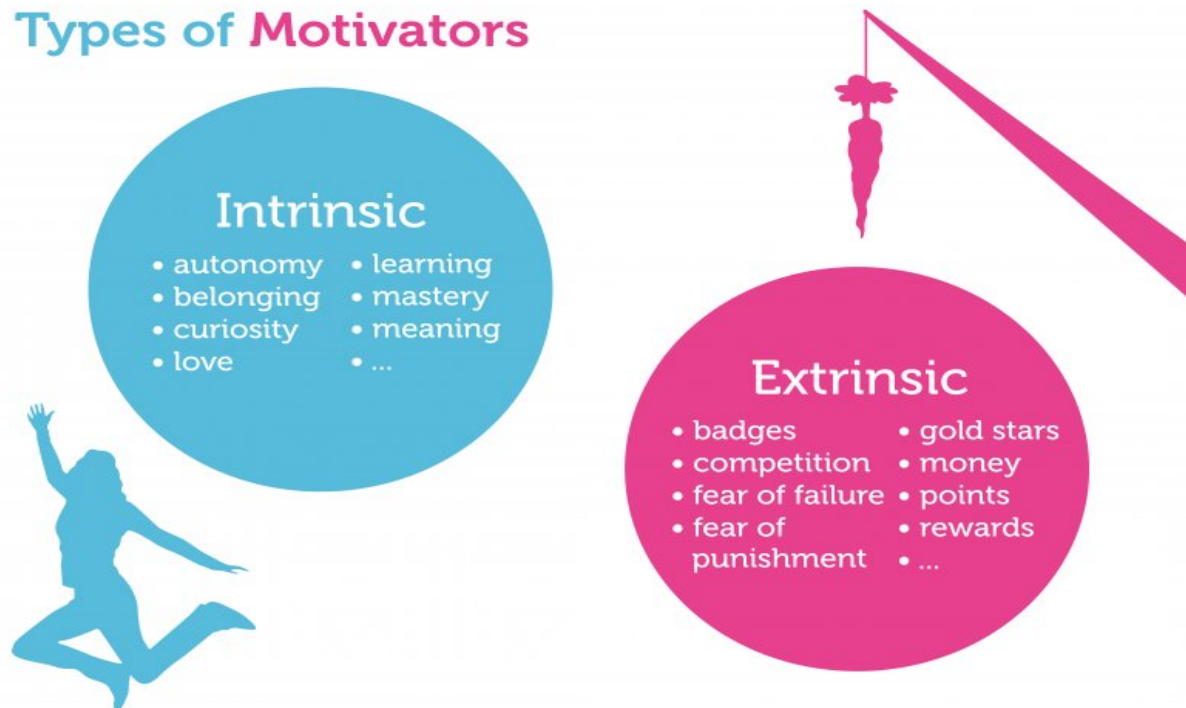 Types of Motivators
Intrinsic
• autonomy
• belonging
• curiosity
• love
• learning
• mastery
• meaning
• ...
Extrinsic
• badges
• competition
• fear of failure
• fear of
punishment
• gold stars
• money
• points
• rewards
• ...